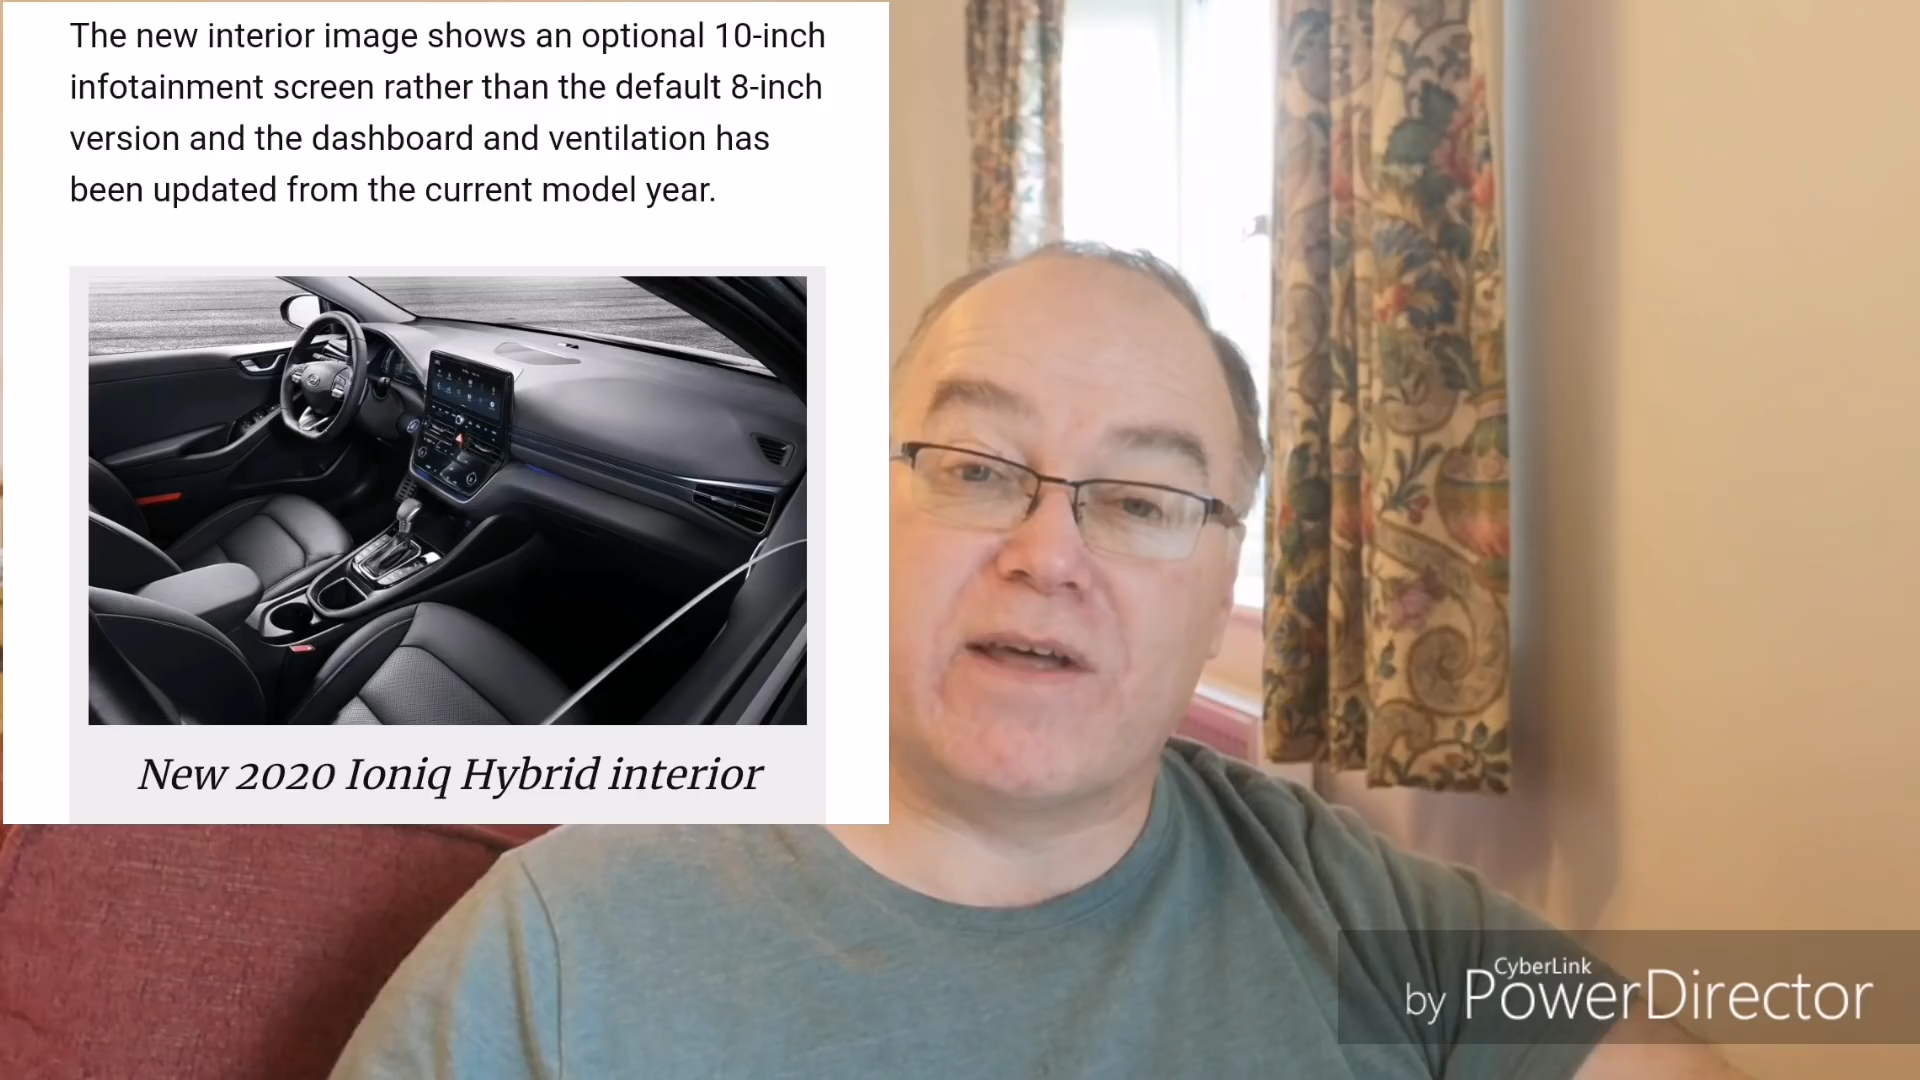 The new interior image shows an optional 10-inch
infotainment screen rather than the default 8-inch
version and the dashboard and ventilation has
been updated from the current model year.
New 2020 Ioniq Hybrid interior
by CyberLink PowerDirector